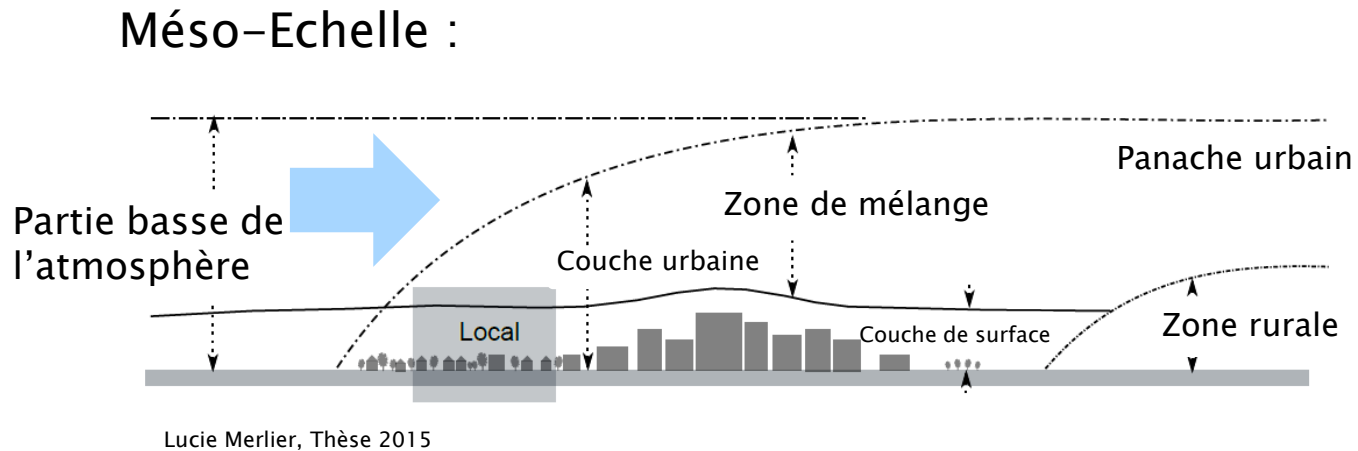 Méso-Echelle :
Panache urbain
Partie basse de
l'atmosphère
Zone de mélange
Couche urbaine
Local
Couche de surface
Zone rurale
Lucie Merlier, Thèse 2015